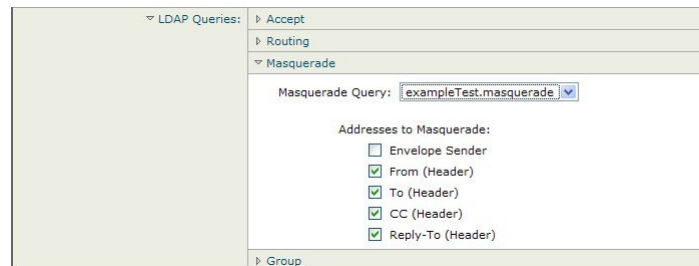 LDAP Queries:
Accept
Routing
Masquerade
Masquerade Query: exampleTest.masquerade
Addresses to Masquerade:
Envelope Sender
From (Header)
To (Header)
CC (Header)
Reply-To (Header)
Group